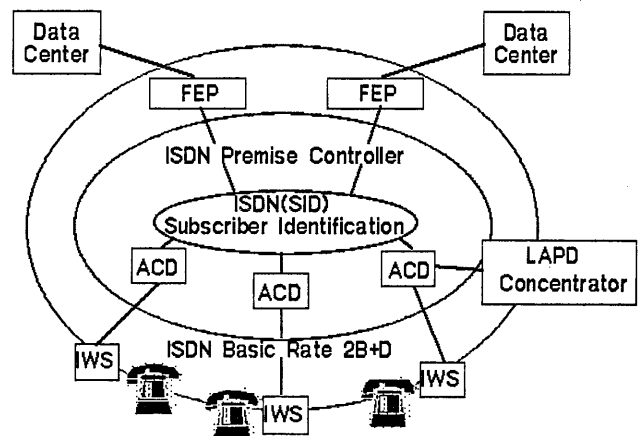 Data
Center
Data
Center
FEP
FEP
ISDN Premise Controller
ISDN(SID)
Subscriber Identification
ACD
ACD
ACD
LAPD
Concentrator
ISDN Basic Rate 2B+D
IWS
IWS
IWS